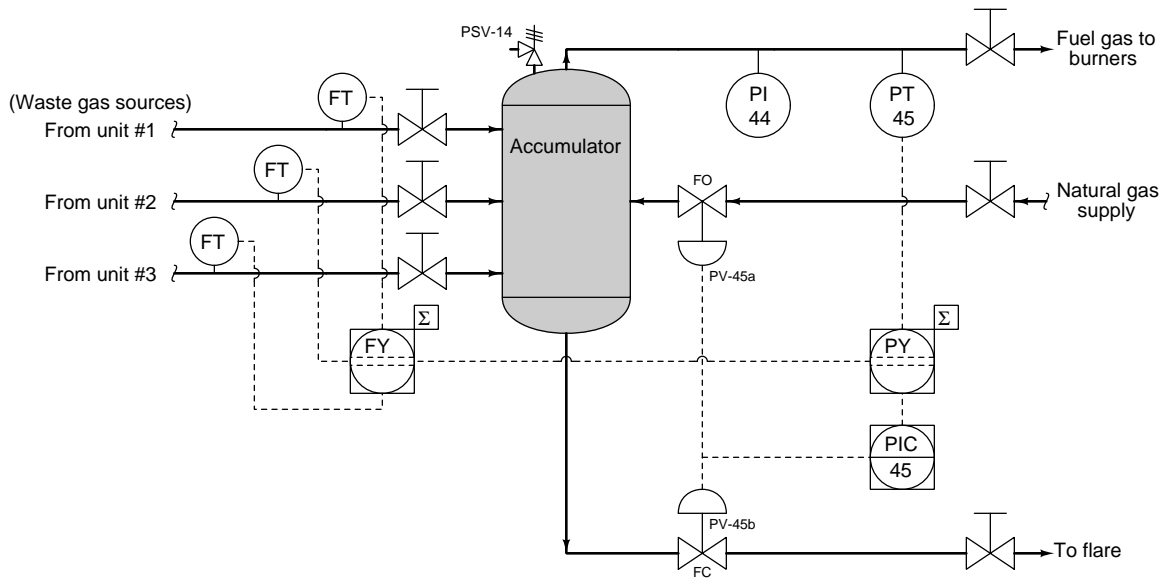 PSV-14
Fuel gas to
burners
(Waste gas sources)
FT
From unit #1
PI
44
PT
45
Accumulator
FT
From unit #2
FO
Natural gas
supply
FT
From unit #3
PV-45a
Σ
FY
Σ
PY
PIC
45
PV-45b
FC
To flare